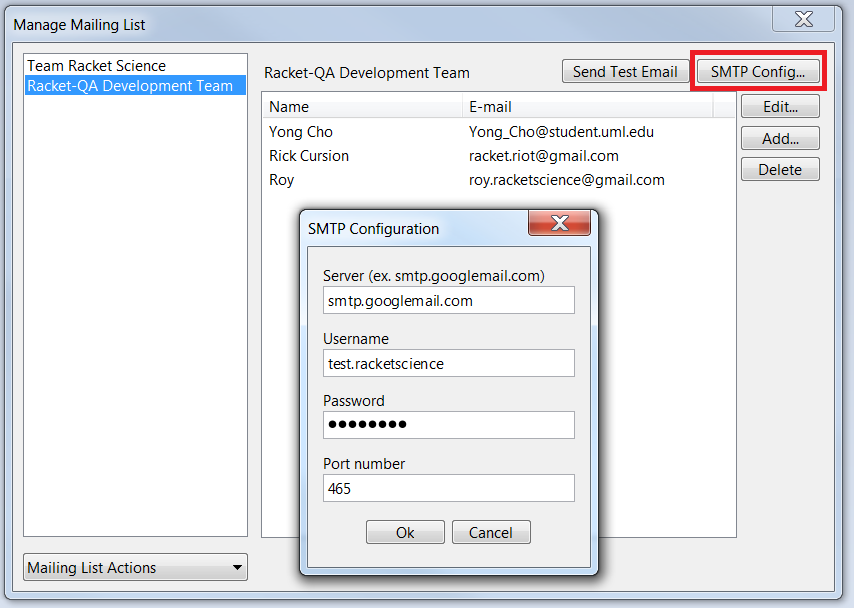 Manage Mailing List
Team Racket Science
Racket-QA Development Team
Racket-QA Development Team
Send Test Email
SMTP Config...
Name E-mail
Yong Cho Yong_Cho@student.uml.edu
Rick Cursion racket.riot@gmail.com
Roy roy.racketscience@gmail.com
Edit...
Add...
Delete
SMTP Configuration
Server (ex. smtp.googlemail.com)
smtp.googlemail.com
Username
test.racketscience
Password
●●●●●●●●
Port number
465
Ok Cancel
Mailing List Actions